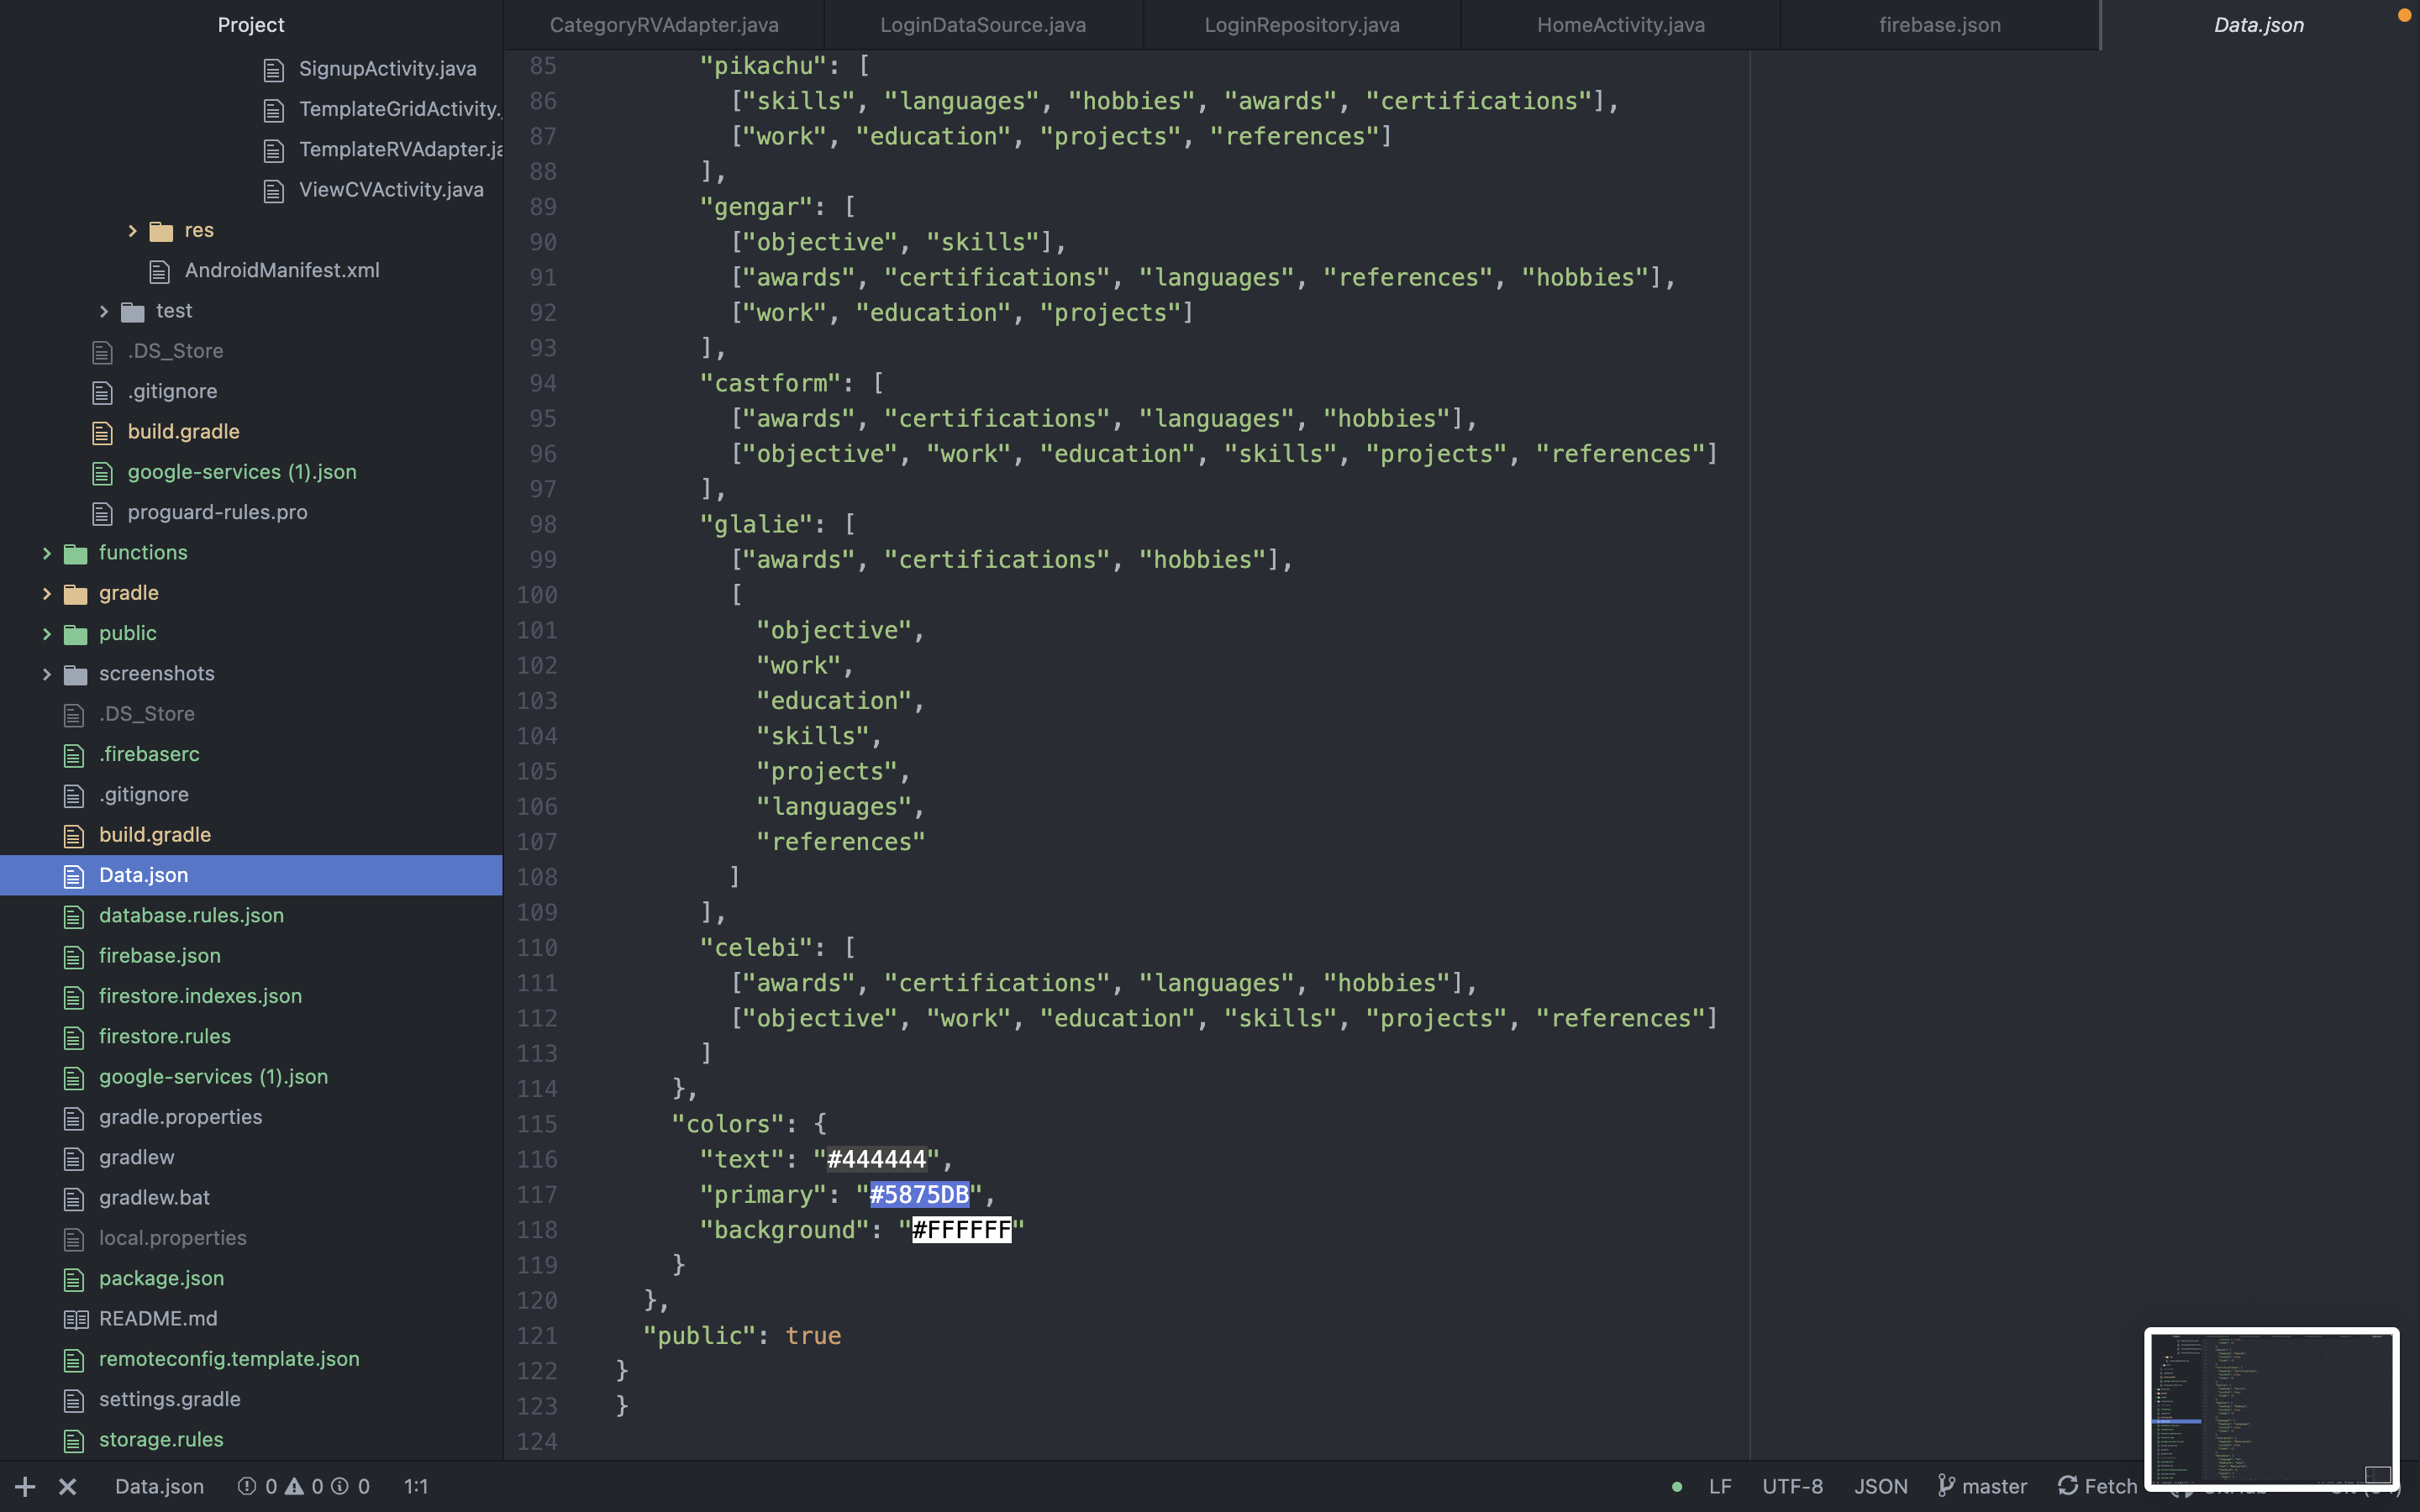 Project
CategoryRVAdapter.java
LoginDataSource.java
LoginRepository.java
HomeActivity.java
firebase.json
Data.json
SignupActivity.java
TemplateGridActivity.
TemplateRVAdapter.ja
ViewCVActivity.java
res
AndroidManifest.xml
test
.DS_Store
.gitignore
build.gradle
google-services (1).json
proguard-rules.pro
functions
gradle
public
screenshots
.DS_Store
.firebaserc
.gitignore
build.gradle
Data.json
database.rules.json
firebase.json
firestore.indexes.json
firestore.rules
google-services (1).json
gradle.properties
gradlew
gradlew.bat
local.properties
package.json
README.md
remoteconfig.template.json
settings.gradle
storage.rules
85 "pikachu": [
86 ["skills", "languages", "hobbies", "awards", "certifications"],
87 ["work", "education", "projects", "references"]
88 ],
89 "gengar": [
90 ["objective", "skills"],
91 ["awards", "certifications", "languages", "references", "hobbies"],
92 ["work", "education", "projects"]
93 ],
94 "castform": [
95 ["awards", "certifications", "languages", "hobbies"],
96 ["objective", "work", "education", "skills", "projects", "references"]
97 ],
98 "glalie": [
99 ["awards", "certifications", "hobbies"],
100 [
101 "objective",
102 "work",
103 "education",
104 "skills",
105 "projects",
106 "languages",
107 "references"
108 ]
109 ],
110 "celebi": [
111 ["awards", "certifications", "languages", "hobbies"],
112 ["objective", "work", "education", "skills", "projects", "references"]
113 ]
114 },
115 "colors": {
116 "text": "#444444",
117 "primary": "#5875DB",
118 "background": "#FFFFFF"
119 }
120 },
121 "public": true
122 }
123 }
124
Data.json 0 0 0 1:1 LF UTF-8 JSON master Fetch